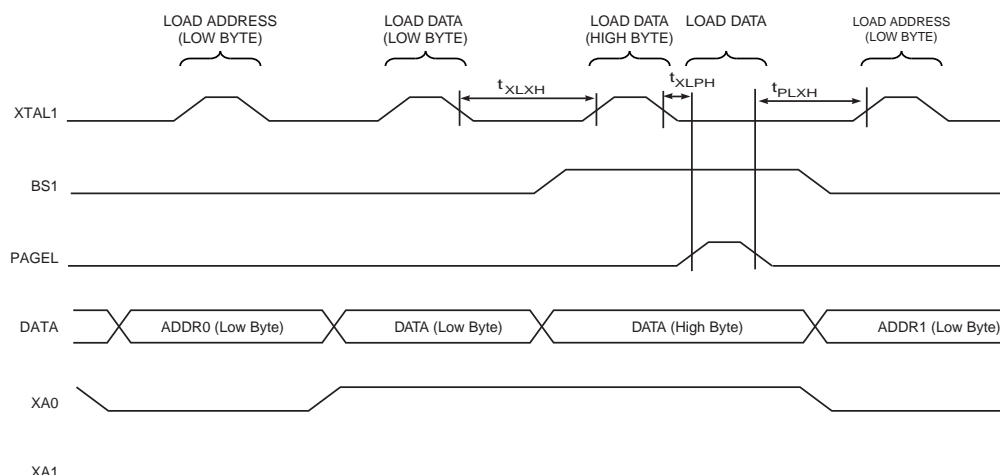 LOAD ADDRESS
(LOW BYTE)
LOAD DATA
(LOW BYTE)
LOAD DATA
(HIGH BYTE)
LOAD DATA
LOAD ADDRESS
(LOW BYTE)
XTAL1
tXLXH
tXLPH
tPLXH
BS1
PAGEL
DATA
ADDR0 (Low Byte)
DATA (Low Byte)
DATA (High Byte)
ADDR1 (Low Byte)
XA0
XA1